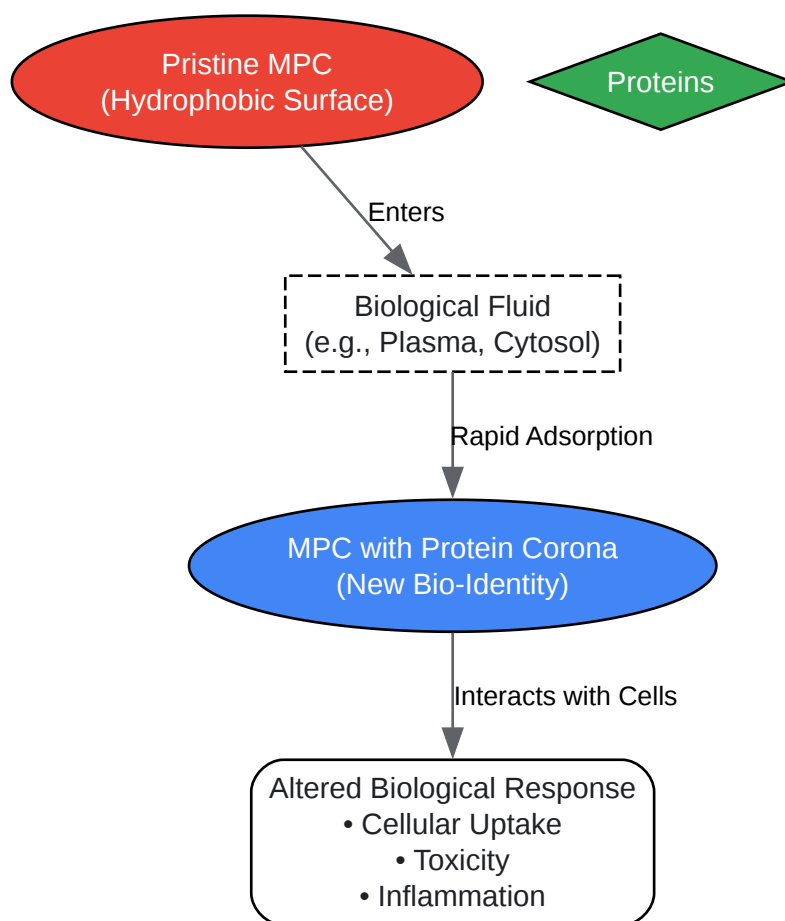 Pristine MPC
(Hydrophobic Surface)
Proteins
Enters
Biological Fluid
(e.g., Plasma, Cytosol)
Rapid Adsorption
MPC with Protein Corona
(New Bio-Identity)
Interacts with Cells
Altered Biological Response
• Cellular Uptake
• Toxicity
• Inflammation